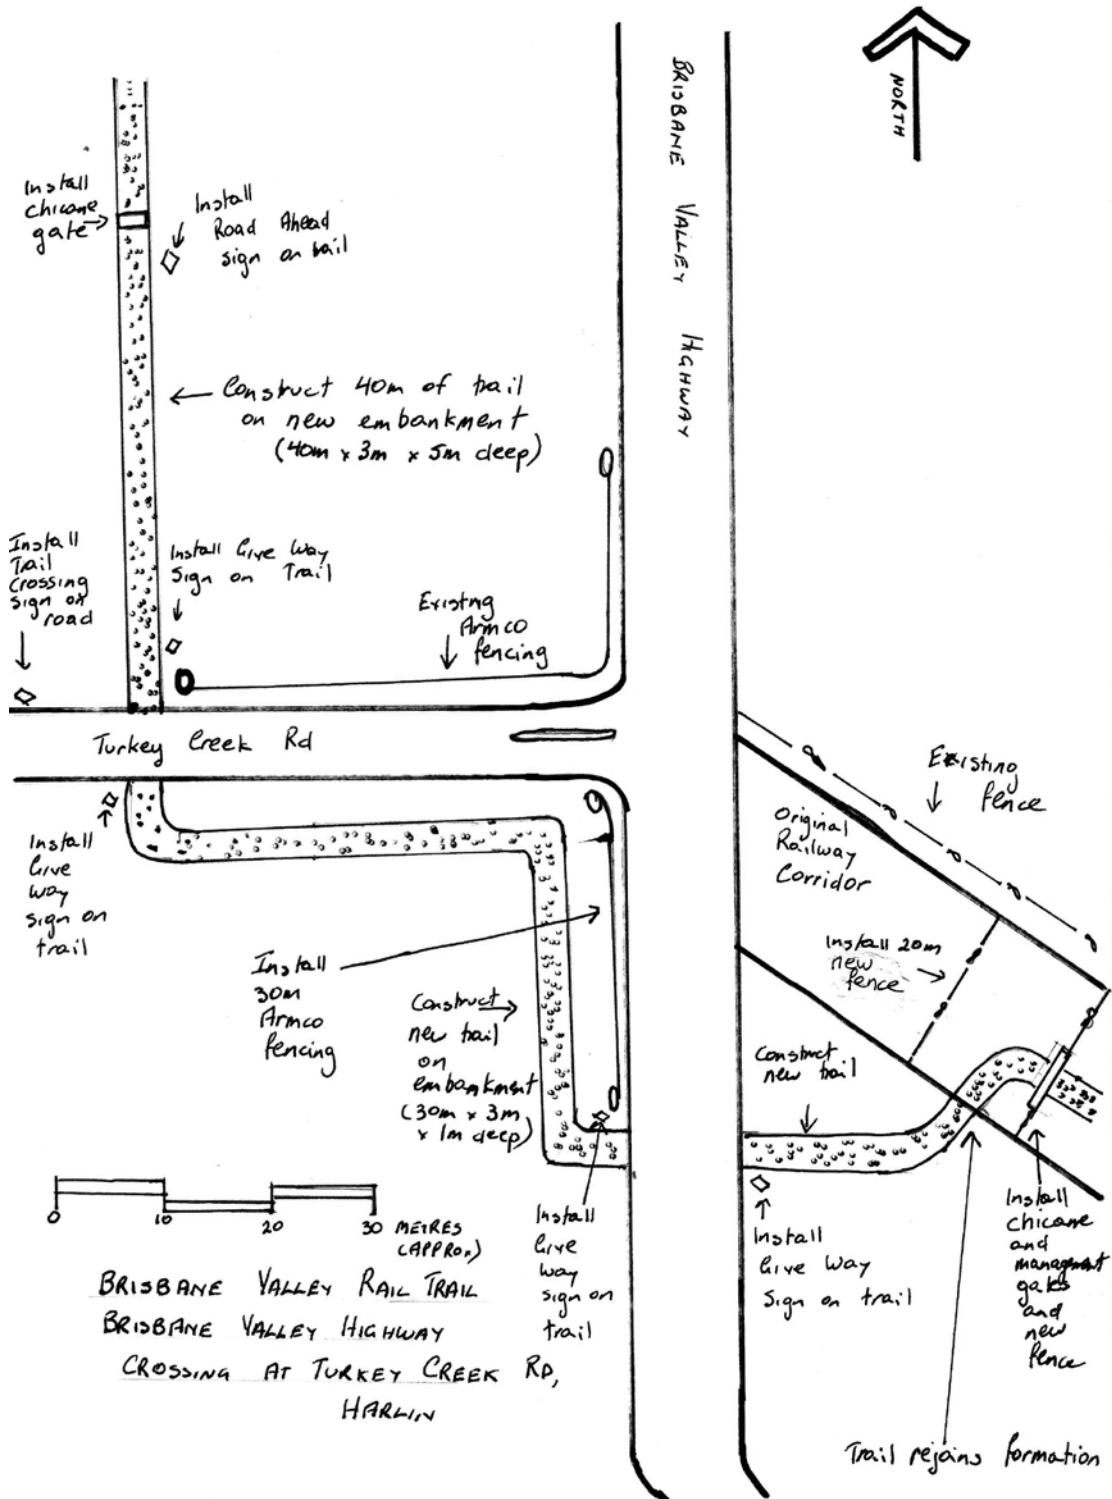 BRISBANE VALLEY HIGHWAY
NORTH
Install
chicane
gate
Install
Road Ahead
sign on trail
Construct 40m of trail
on new embankment
(40m x 3m x 5m deep)
Install
Trail
Crossing
sign on
road
Install Give Way
Sign on Trail
Existing
Armco
fencing
Turkey Creek Rd
Existing
fence
Original
Railway
Corridor
Install
Give
way
sign on
trail
Install 20m
new
fence
Install
30m
Armco
fencing
Construct
new trail
on
embankment
(30m x 3m
x 1m deep)
Construct
new trail
0 10 20 30 METRES
(APPROX)
Install
Give
way
sign on
trail
Install
Give Way
Sign on trail
Install
chicane
and
management
gates
and
new
fence
BRISBANE VALLEY RAIL TRAIL
BRISBANE VALLEY HIGHWAY
CROSSING AT TURKEY CREEK RD,
HARLIN
Trail rejoins formation